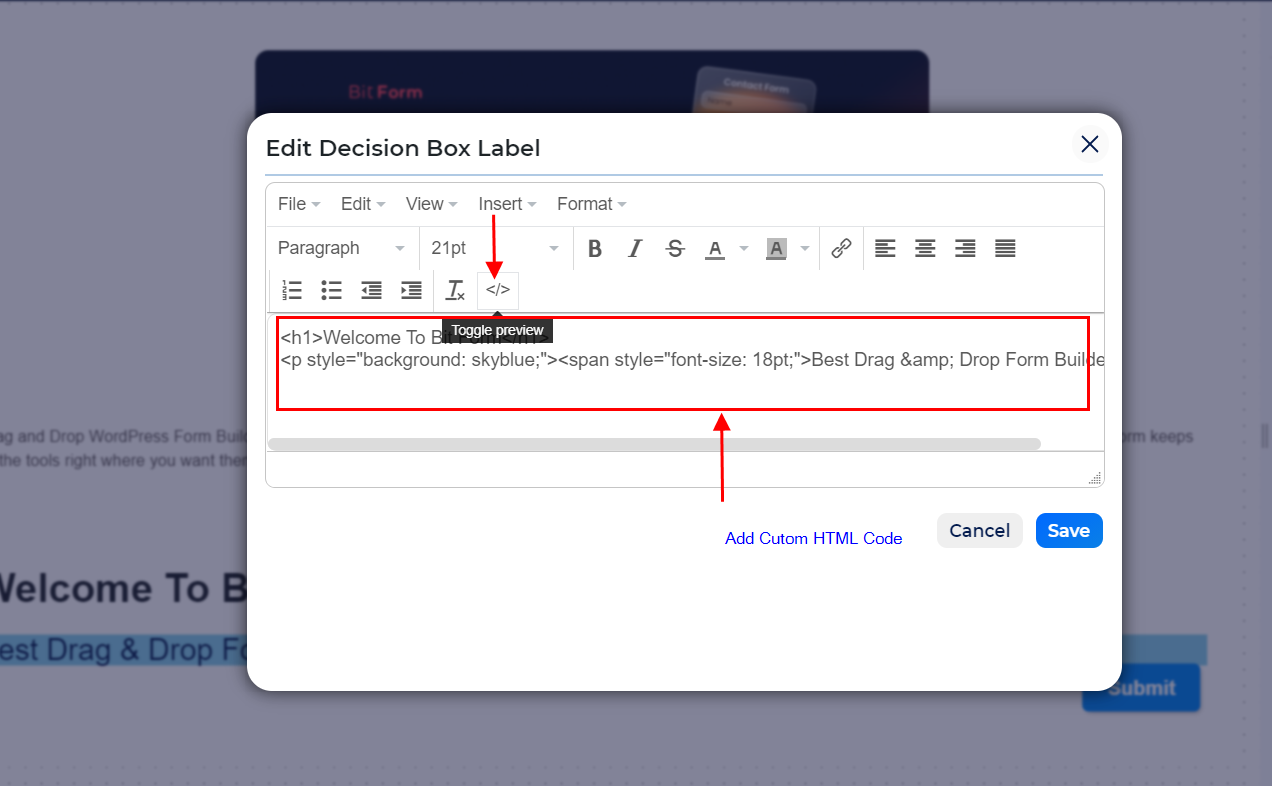 Bit Form
Contact Form
Edit Decision Box Label
File Edit View Insert Format
Paragraph 21pt B I S A A
</>
Toggle preview
<h1>Welcome To Bit
<p style="background: skyblue;"><span style="font-size: 18pt;">Best Drag &amp; Drop Form Builde
ag and Drop WordPress Form Buil
orm keeps
the tools right where you want the
Add Cutom HTML Code
Cancel Save
Welcome To B
est Drag & Drop Fo
Submit